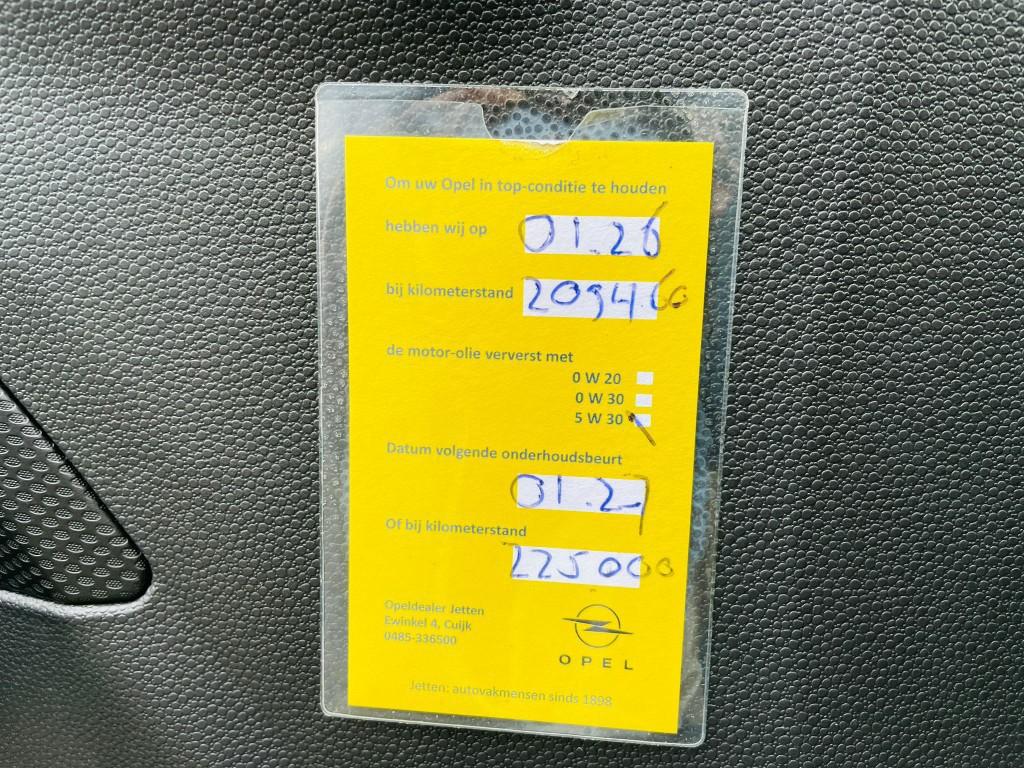 Om uw Opel in top-conditie te houden
hebben wij op 01.26
bij kilometerstand 209460
de motor-olie ververst met
0 W 20
0 W 30
5 W 30
Datum volgende onderhoudsbeurt
01.27
Of bij kilometerstand
225000
Opeldealer Jetten
Ewinkel 4, Cuijk
0485-336500
OPEL
Jetten: autovakmensen sinds 1898